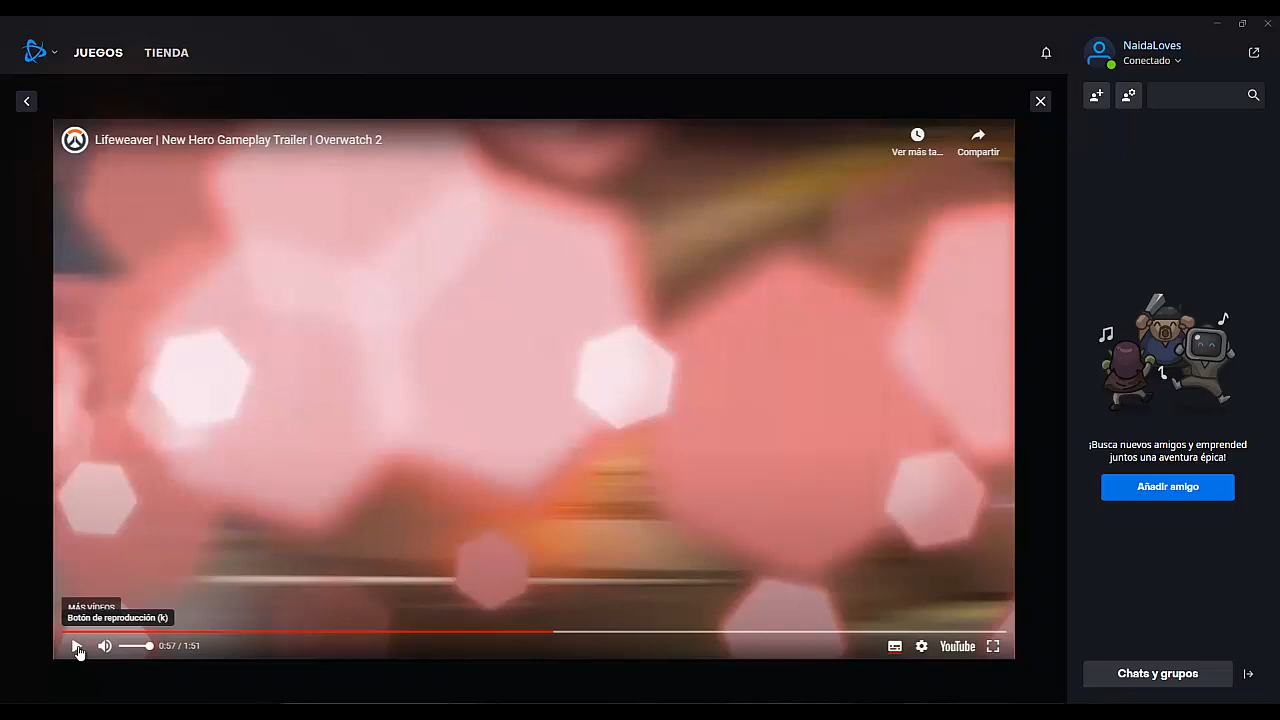 JUEGOS
TIENDA
NaidaLoves
Conectado
Lifeweaver | New Hero Gameplay Trailer | Overwatch 2
Ver más ta...
Compartir
¡Busca nuevos amigos y emprended
juntos una aventura épica!
Añadir amigo
MÁS VÍDEOS
Botón de reproducción (k)
0:57 / 1:51
YouTube
Chats y grupos